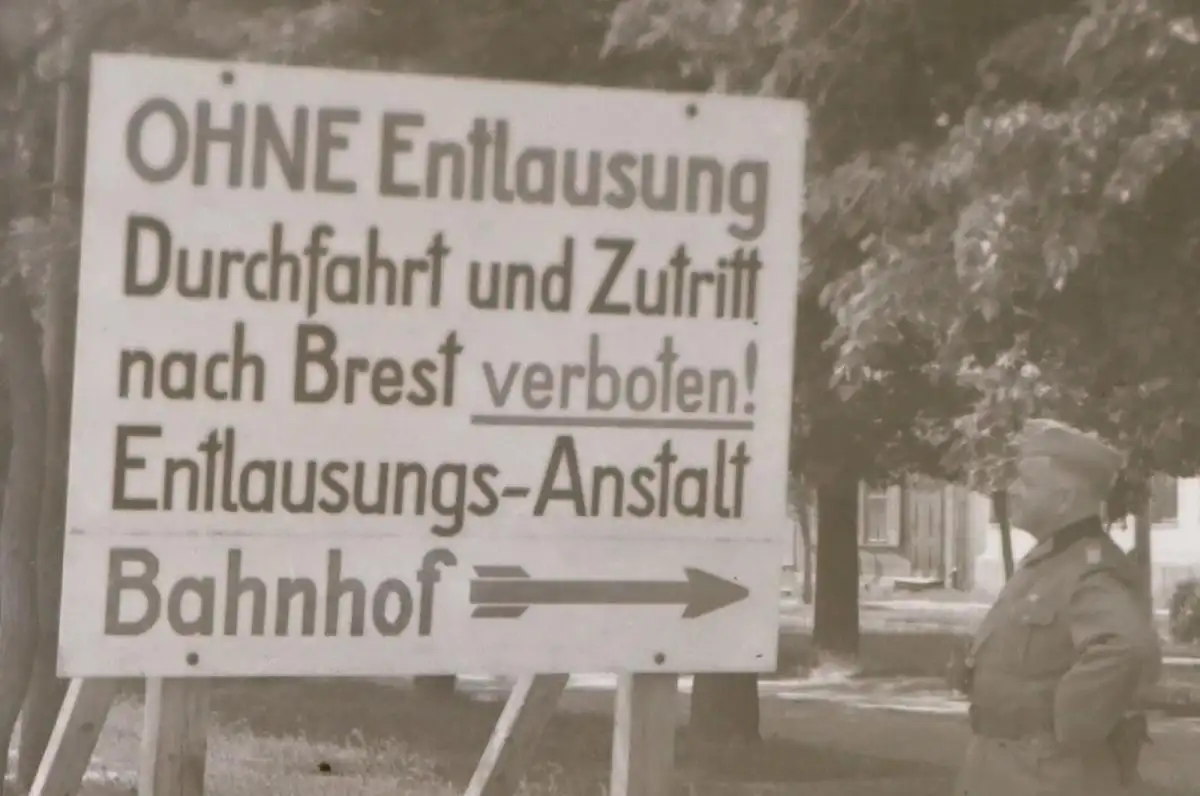 OHNE Entlausung
Durchfahrt und Zutritt
nach Brest verboten!
Entlausungs-Anstalt
Bahnhof